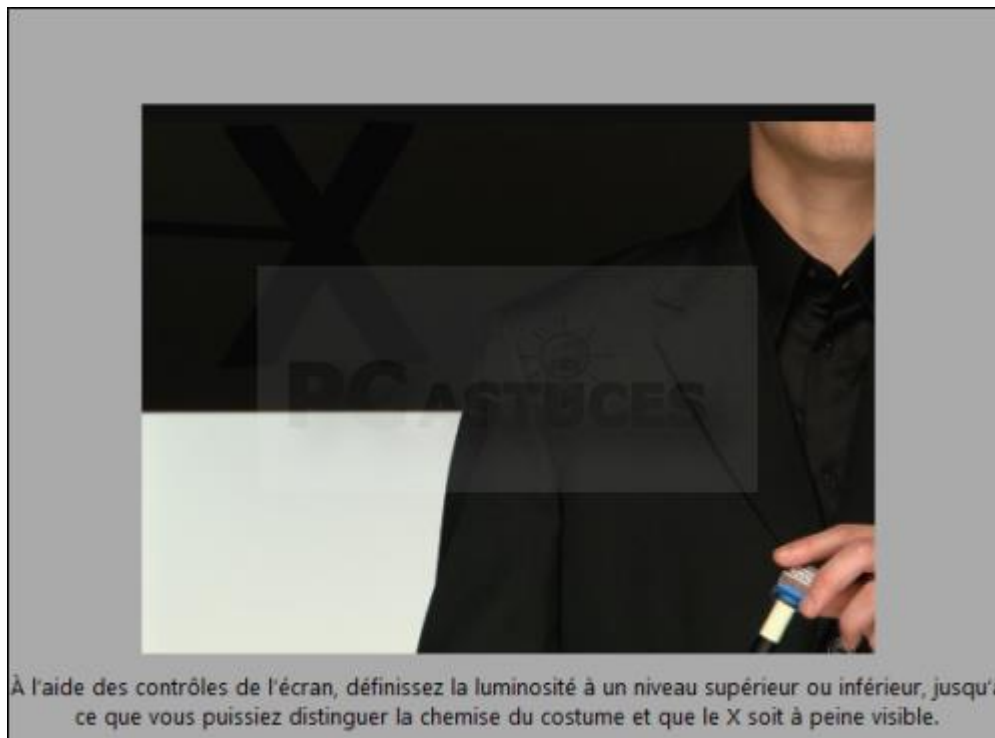 X
PC ASTUCES
À l'aide des contrôles de l'écran, définissez la luminosité à un niveau supérieur ou inférieur, jusqu'à
ce que vous puissiez distinguer la chemise du costume et que le X soit à peine visible.